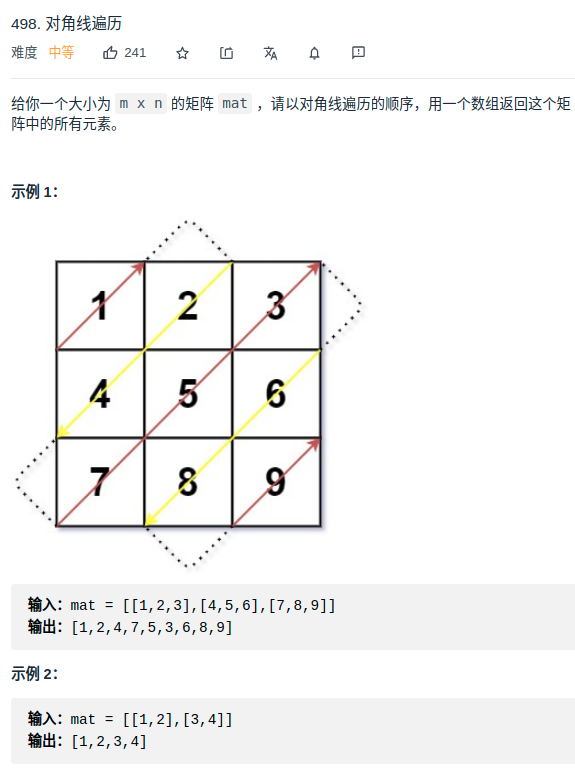 498. 对角线遍历
难度 中等 241
给你一个大小为 m x n 的矩阵 mat ，请以对角线遍历的顺序，用一个数组返回这个矩
阵中的所有元素。
示例 1：
1 2 3
4 5 6
7 8 9
输入：mat = [[1,2,3],[4,5,6],[7,8,9]]
输出：[1,2,4,7,5,3,6,8,9]
示例 2：
输入：mat = [[1,2],[3,4]]
输出：[1,2,3,4]